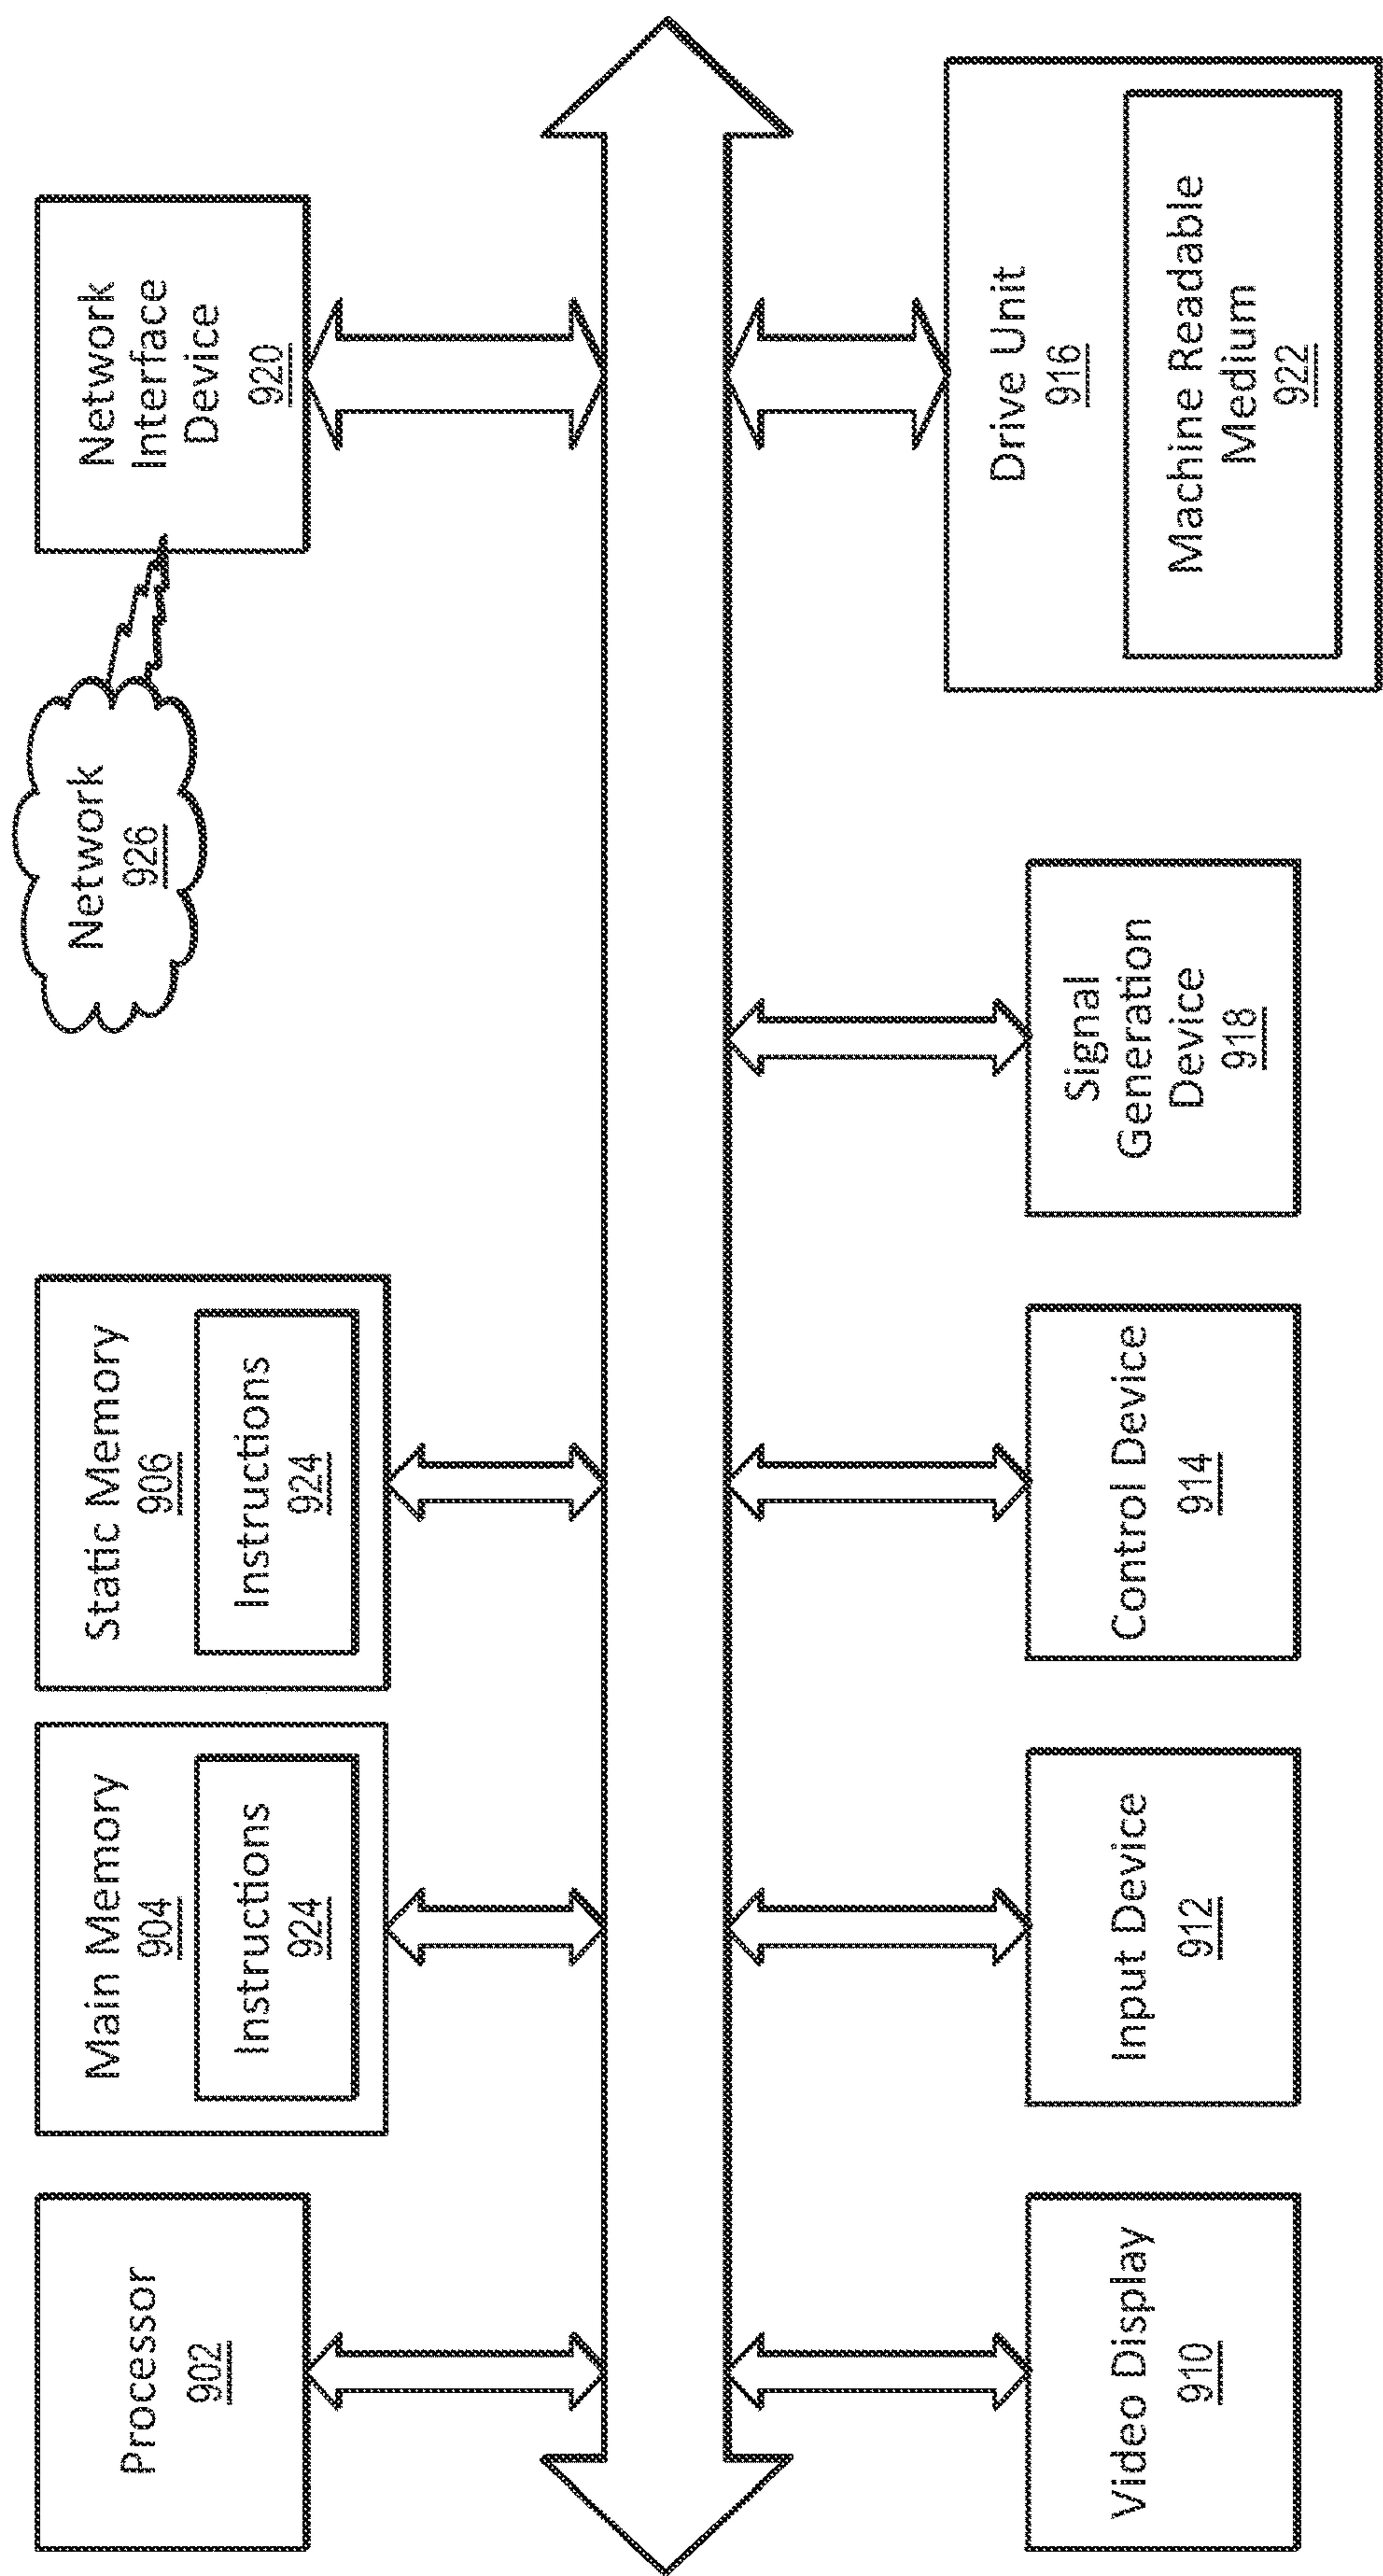 Processor
902
Main Memory
904
Instructions
924
Static Memory
906
Instructions
924
Network
926
Network
Interface
Device
920
Video Display
910
Input Device
912
Control Device
914
Signal
Generation
Device
918
Drive Unit
916
Machine Readable
Medium
922